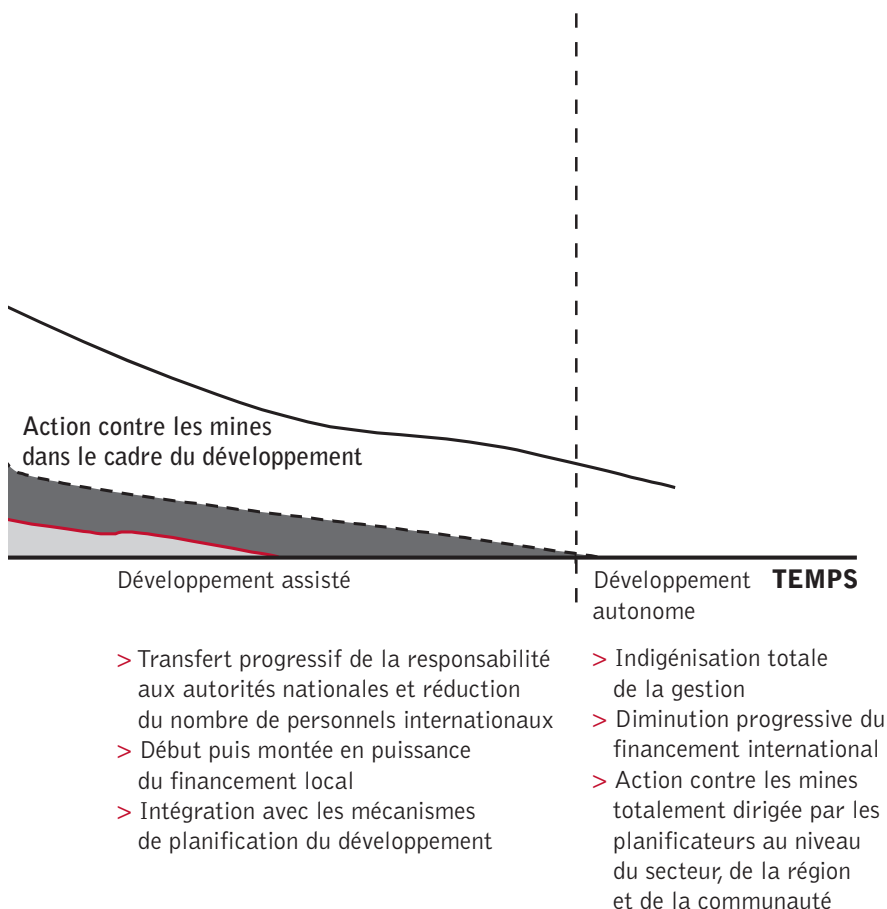 Action contre les mines
dans le cadre du développement
Développement assisté
Développement
autonome
TEMPS
> Transfert progressif de la responsabilité
aux autorités nationales et réduction
du nombre de personnels internationaux
> Début puis montée en puissance
du financement local
> Intégration avec les mécanismes
de planification du développement
> Indigénisation totale
de la gestion
> Diminution progressive du
financement international
> Action contre les mines
totalement dirigée par les
planificateurs au niveau
du secteur, de la région
et de la communauté